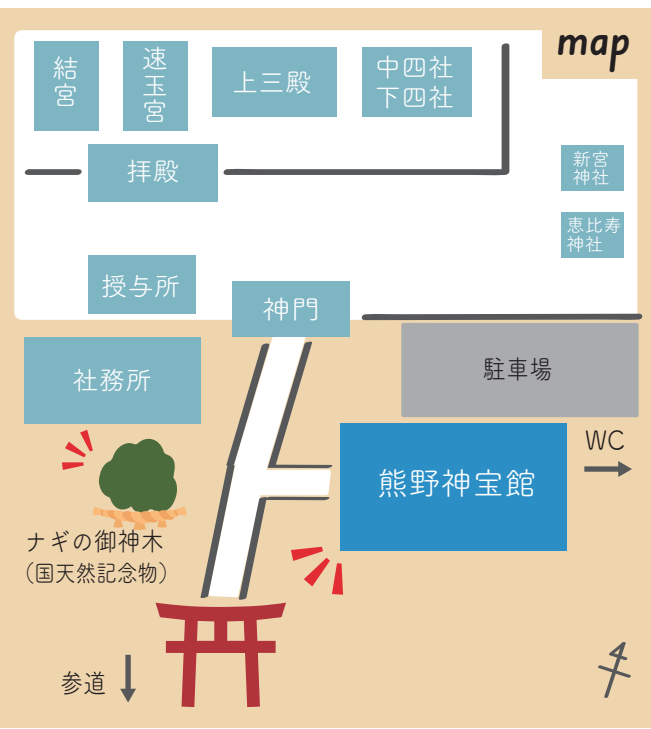 map
結宮
速玉宮
上三殿
中四社
下四社
拝殿
新宮
神社
恵比寿
神社
授与所
神門
社務所
駐車場
熊野神宝館
WC
ナギの御神木
（国天然記念物）
参道